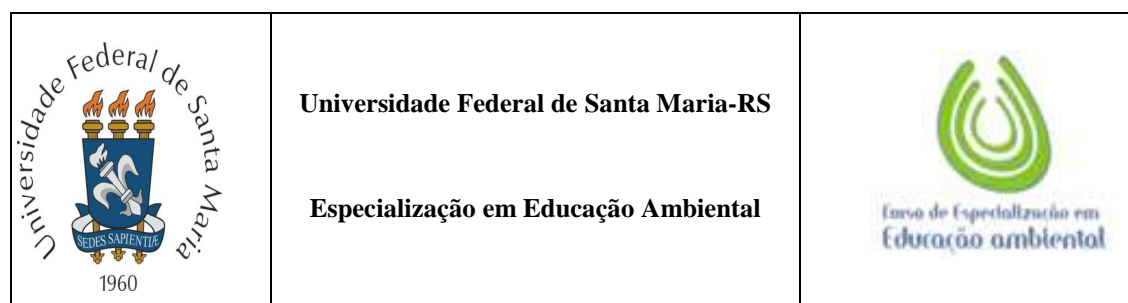 Universidade Federal de Santa Maria
SEDES SAPIENTIÆ
1960
Universidade Federal de Santa Maria-RS
Especialização em Educação Ambiental
Curso de Especialização em
Educação ambiental